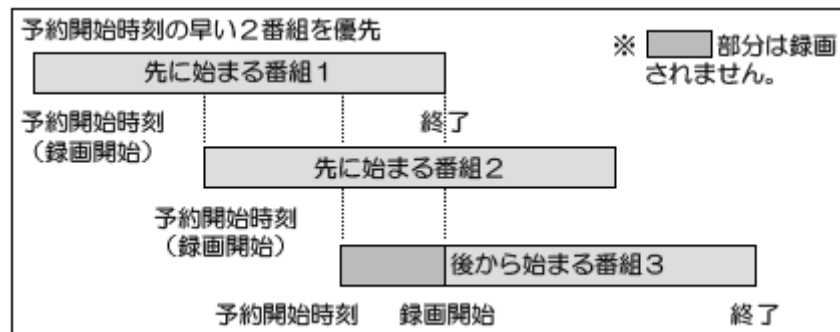 予約開始時刻の早い2番組を優先
※ 部分は録画
されません。
先に始まる番組1
予約開始時刻
(録画開始)
終了
先に始まる番組2
予約開始時刻
(録画開始)
後から始まる番組3
予約開始時刻 録画開始 終了